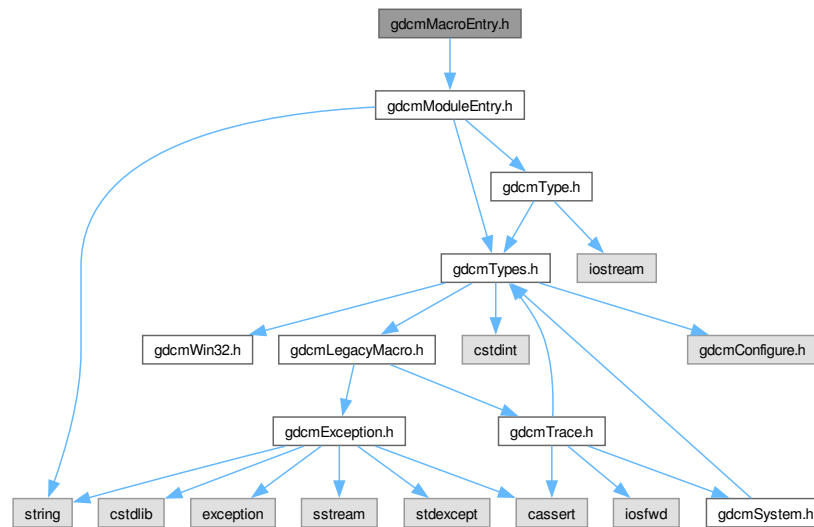 gdcmMacroEntry.h
gdcmModuleEntry.h
gdcmType.h
gdcmTypes.h
iostream
gdcmWin32.h
gdcmLegacyMacro.h
cstdint
gdcmConfigure.h
gdcmException.h
gdcmTrace.h
string
cstdlib
exception
sstream
stdexcept
cassert
iosfwd
gdcmSystem.h